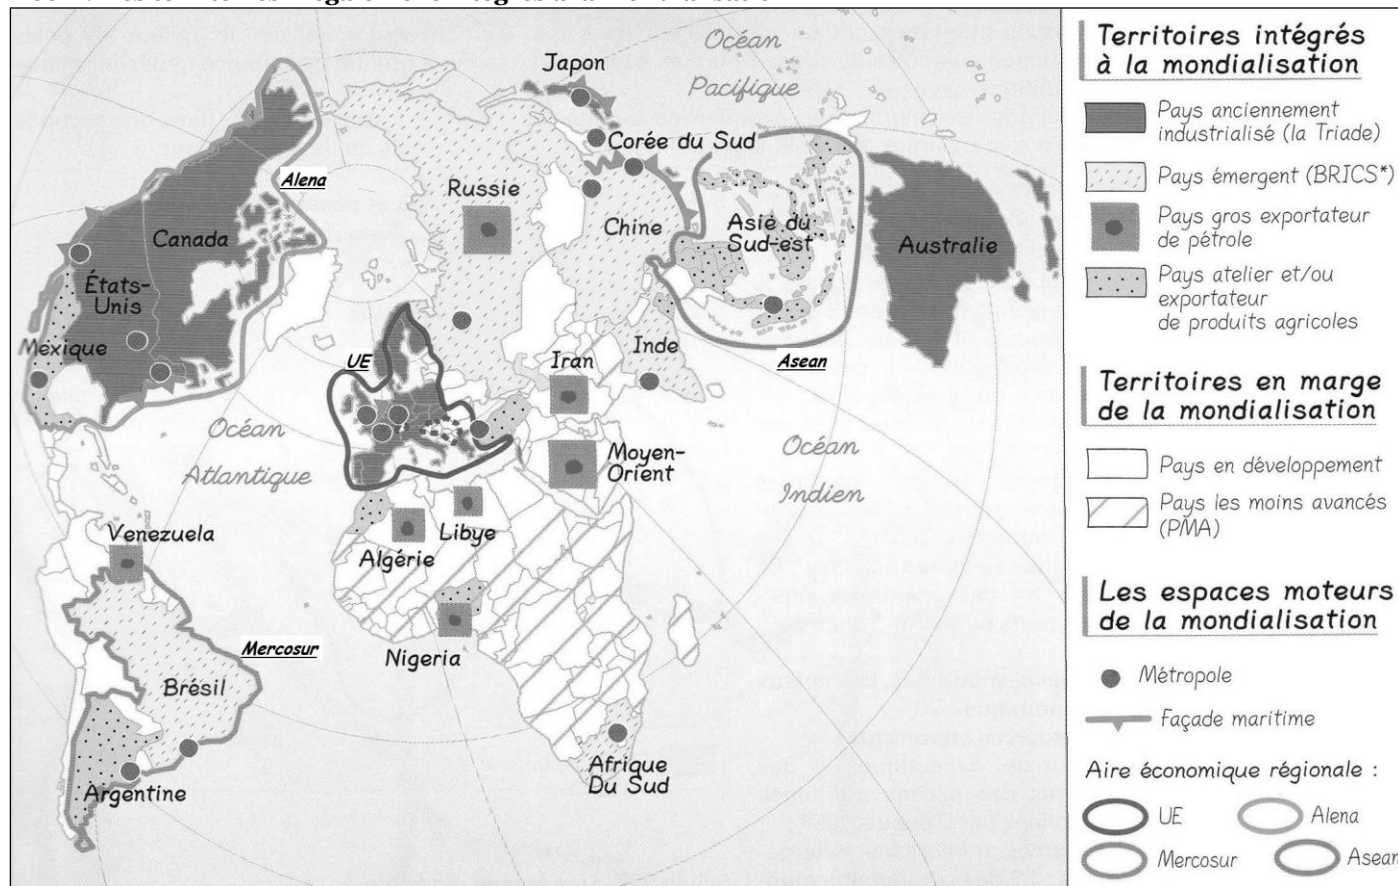 Océan
Pacifique
Japon
Corée du Sud
Alena
Russie
Canada
Chine
Asie du
Sud-est
Australie
États-
Unis
Mexique
UE
Iran
Inde
Asean
Océan
Atlantique
Moyen-
Orient
Océan
Indien
Venezuela
Algérie
Libye
Nigeria
Mercosur
Brésil
Argentine
Afrique
Du Sud
Territoires intégrés
à la mondialisation
Pays anciennement
industrialisé (la Triade)
Pays émergent (BRICS*)
Pays gros exportateur
de pétrole
Pays atelier et/ou
exportateur
de produits agricoles
Territoires en marge
de la mondialisation
Pays en développement
Pays les moins avancés
(PMA)
Les espaces moteurs
de la mondialisation
Métropole
Façade maritime
Aire économique régionale :
UE
Alena
Mercosur
Asean